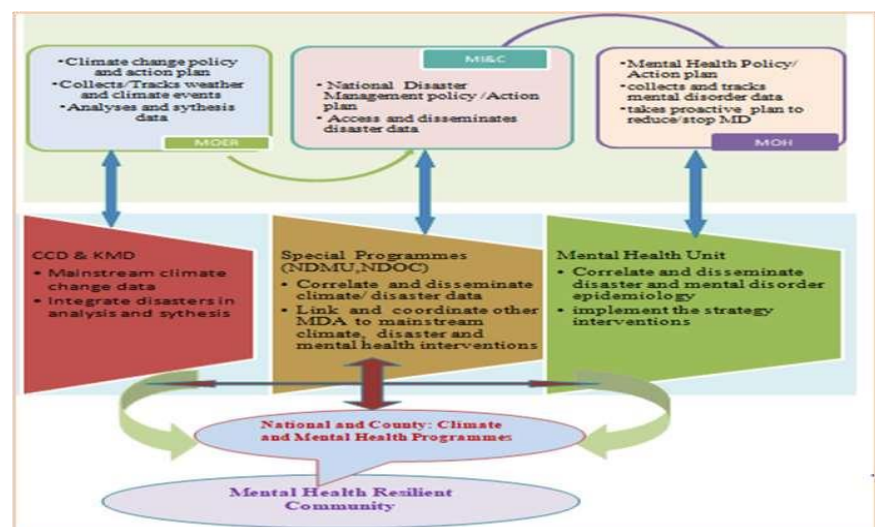 •Climate change policy
and action plan
•Collects/Tracks weather
and climate events
•Analyses and sythesis
data
MOER
MI&C
• National Disaster
Management policy /Action
plan
• Access and disseminates
disaster data
•Mental Health Policy/
Action plan
•collects and tracks
mental disorder data
•takes proactive plan to
reduce/stop MD
MOH
CCD & KMD
• Mainstream climate
change data
• Integrate disasters in
analysis and sythesis
Special Programmes
(NDMU,NDOC)
• Correlate and disseminate
climate/ disaster data
• Link and coordinate other
MDA to mainstream
climate, disaster and
mental health interventions
Mental Health Unit
• Correlate and disseminate
disaster and mental disorder
epidemiology
• implement the strategy
interventions
National and County: Climate
and Mental Health Programmes
Mental Health Resilient
Community